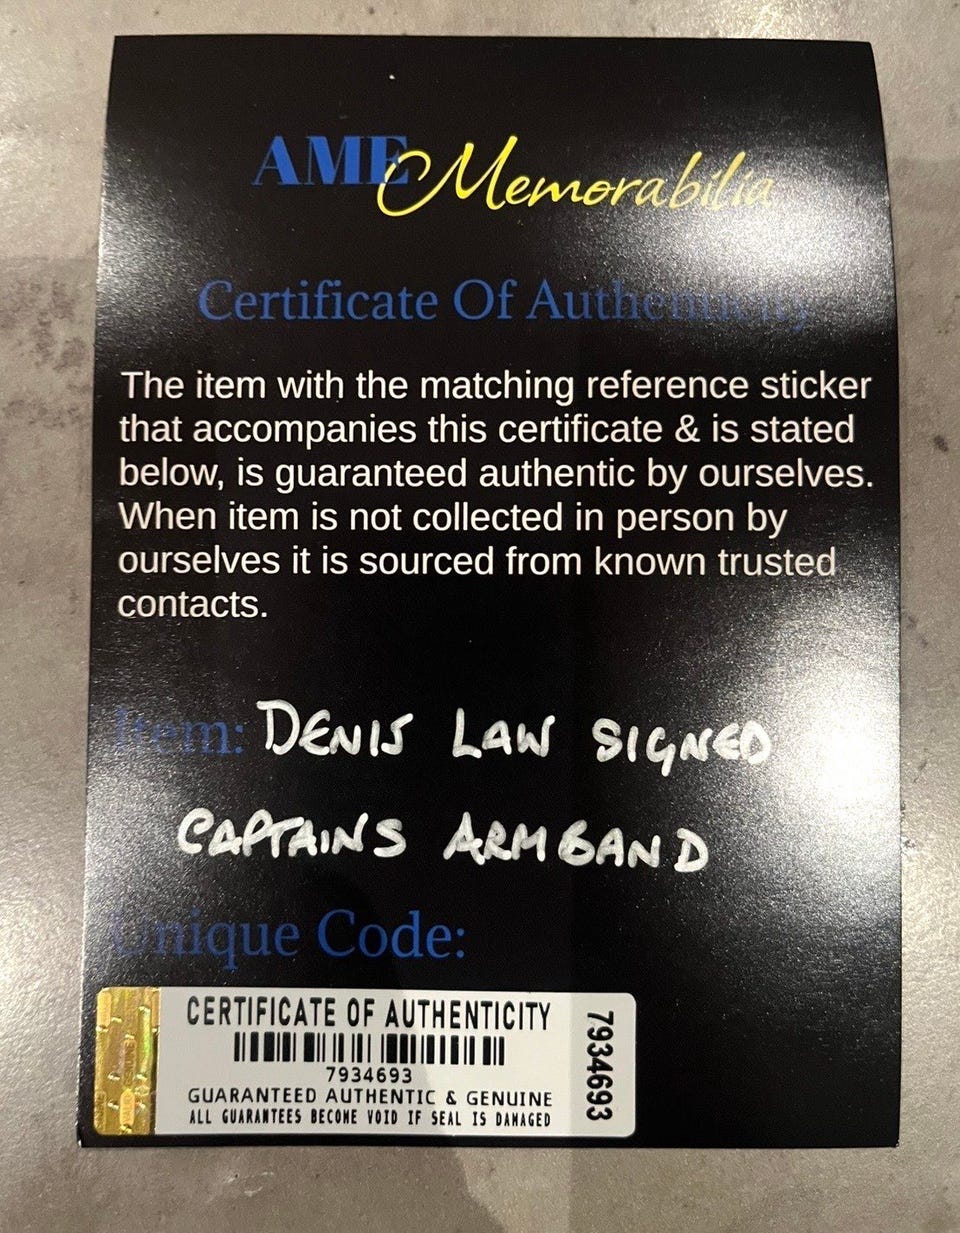 AME Memorabilia
Certificate Of Authenticity
The item with the matching reference sticker
that accompanies this certificate & is stated
below, is guaranteed authentic by ourselves.
When item is not collected in person by
ourselves it is sourced from known trusted
contacts.
Item: DENIS LAW SIGNED
CAPTAINS ARMBAND
Unique Code:
CERTIFICATE OF AUTHENTICITY
7934693
GUARANTEED AUTHENTIC & GENUINE
ALL GUARANTEES BECOME VOID IF SEAL IS DAMAGED
7934693